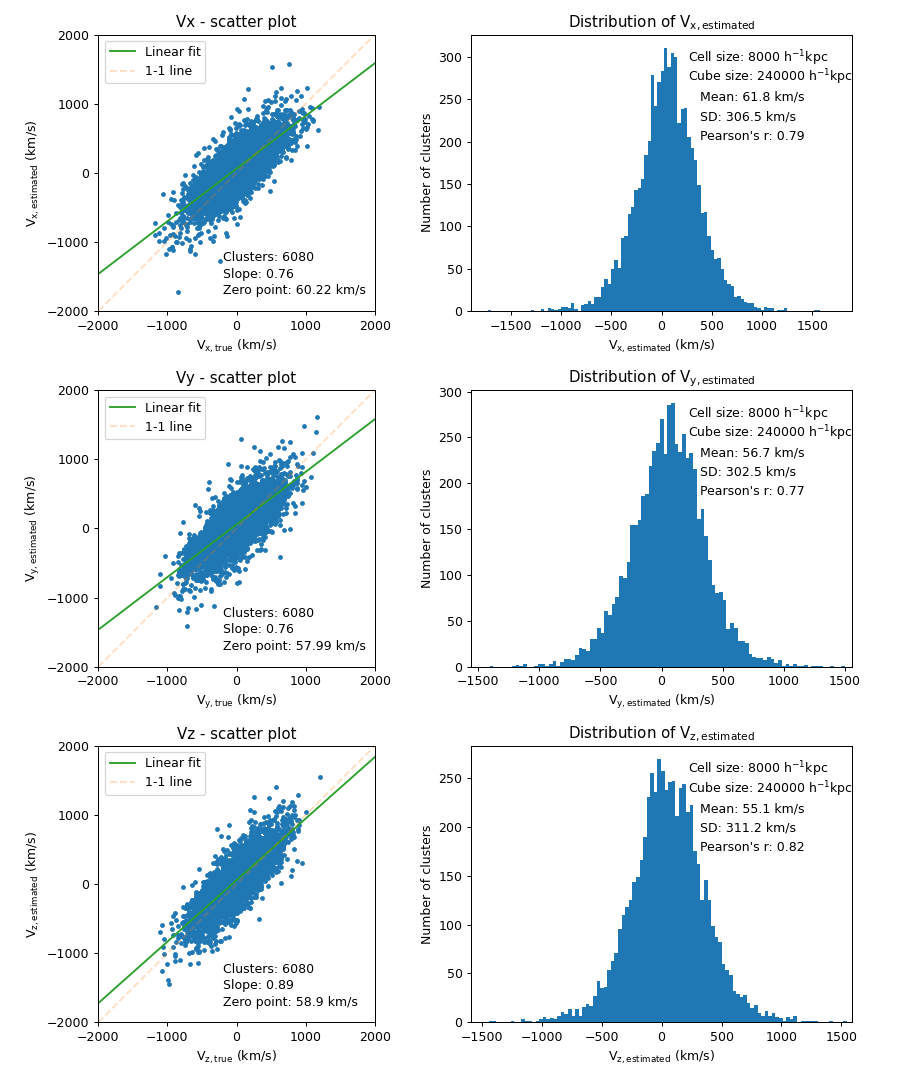 Vx - scatter plot
Linear fit
1-1 line
2000
1000
0
−1000
−2000
V_x, estimated (km/s)
Clusters: 6080
Slope: 0.76
Zero point: 60.22 km/s
−2000 −1000 0 1000 2000
V_x, true (km/s)
Distribution of V_x, estimated
Cell size: 8000 h⁻¹kpc
Cube size: 240000 h⁻¹kpc
Mean: 61.8 km/s
SD: 306.5 km/s
Pearson's r: 0.79
300
250
200
150
100
50
0
Number of clusters
−1500 −1000 −500 0 500 1000 1500
V_x, estimated (km/s)
Vy - scatter plot
Linear fit
1-1 line
2000
1000
0
−1000
−2000
V_y, estimated (km/s)
Clusters: 6080
Slope: 0.76
Zero point: 57.99 km/s
−2000 −1000 0 1000 2000
V_y, true (km/s)
Distribution of V_y, estimated
Cell size: 8000 h⁻¹kpc
Cube size: 240000 h⁻¹kpc
Mean: 56.7 km/s
SD: 302.5 km/s
Pearson's r: 0.77
300
250
200
150
100
50
0
Number of clusters
−1500 −1000 −500 0 500 1000 1500
V_y, estimated (km/s)
Vz - scatter plot
Linear fit
1-1 line
2000
1000
0
−1000
−2000
V_z, estimated (km/s)
Clusters: 6080
Slope: 0.89
Zero point: 58.9 km/s
−2000 −1000 0 1000 2000
V_z, true (km/s)
Distribution of V_z, estimated
Cell size: 8000 h⁻¹kpc
Cube size: 240000 h⁻¹kpc
Mean: 55.1 km/s
SD: 311.2 km/s
Pearson's r: 0.82
250
200
150
100
50
0
Number of clusters
−1500 −1000 −500 0 500 1000 1500
V_z, estimated (km/s)